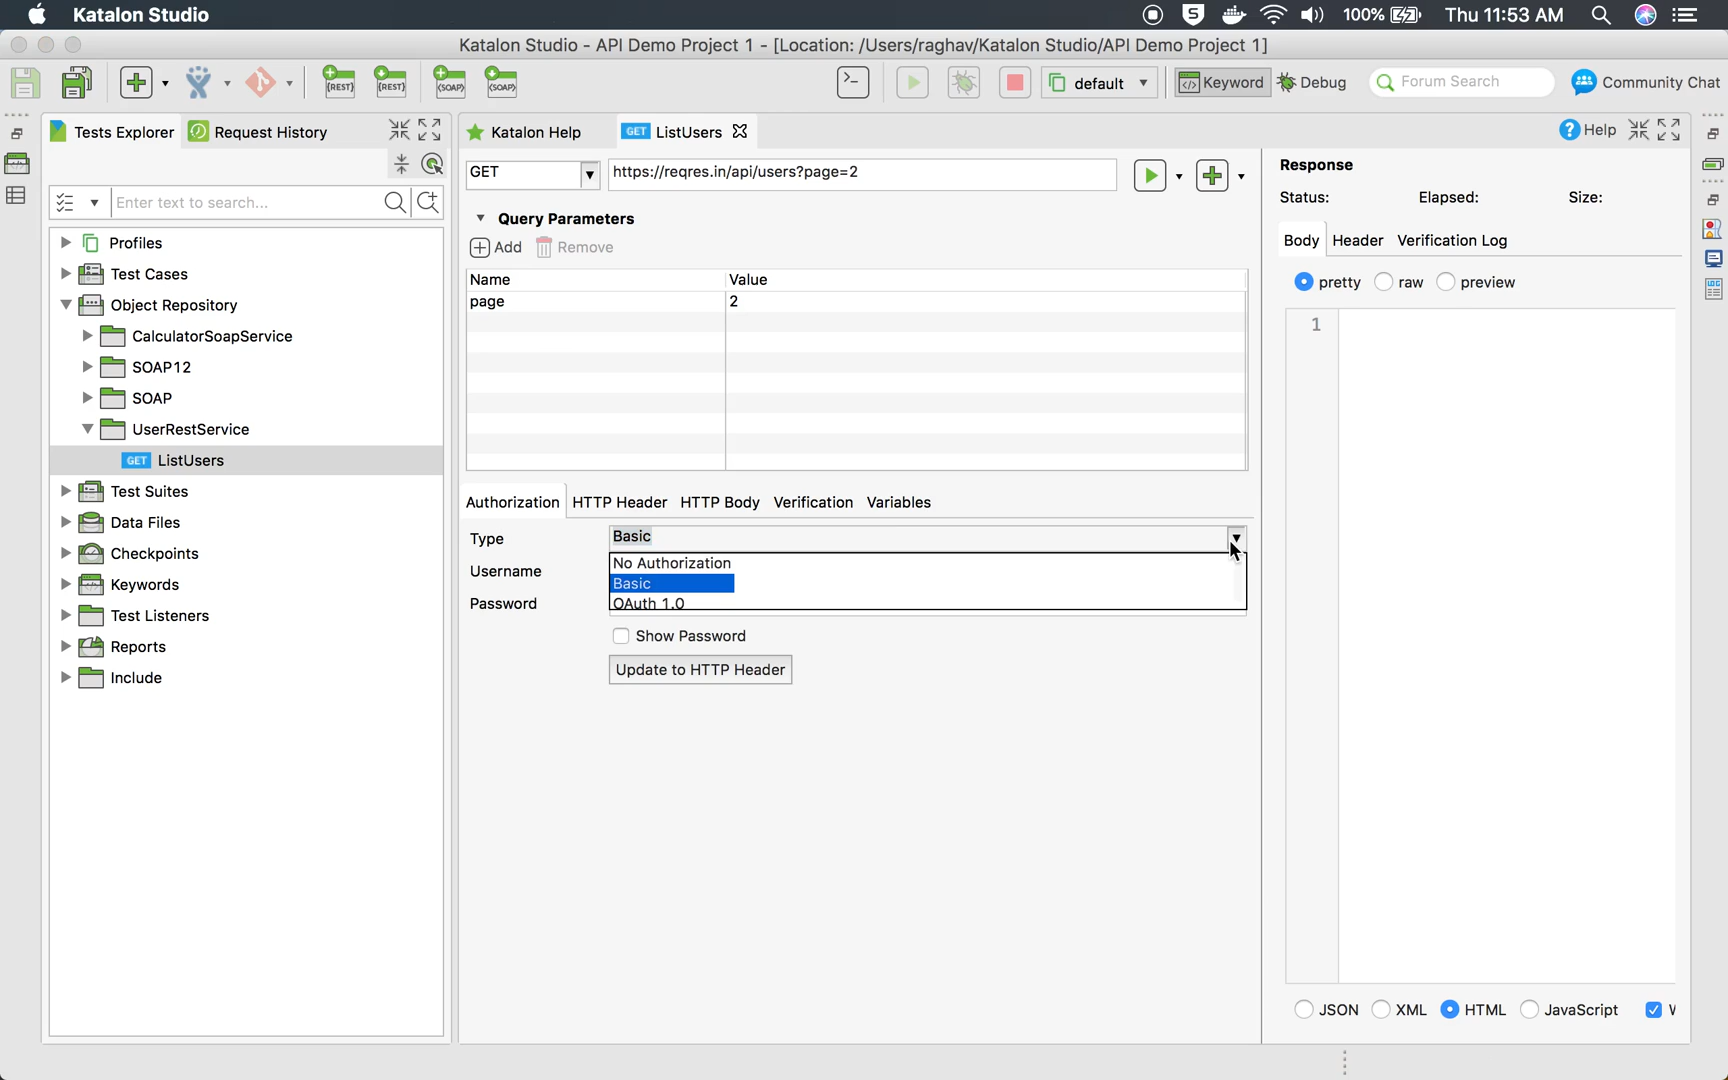 Katalon Studio
S
100%
Thu 11:53 AM
Katalon Studio - API Demo Project 1 - [Location: /Users/raghav/Katalon Studio/API Demo Project 1]
REST
REST
SOAP
SOAP
default
Keyword
Debug
Forum Search
Community Chat
Tests Explorer
Request History
Katalon Help
GET ListUsers
Help
Enter text to search...
Profiles
Test Cases
Object Repository
CalculatorSoapService
SOAP12
SOAP
UserRestService
GET ListUsers
Test Suites
Data Files
Checkpoints
Keywords
Test Listeners
Reports
Include
GET
https://reqres.in/api/users?page=2
Query Parameters
Add
Remove
Name Value
page 2
Authorization HTTP Header HTTP Body Verification Variables
Type Basic
No Authorization
Basic
OAuth 1.0
Username
Password
Show Password
Update to HTTP Header
Response
Status: Elapsed: Size:
Body Header Verification Log
pretty raw preview
1
JSON XML HTML JavaScript